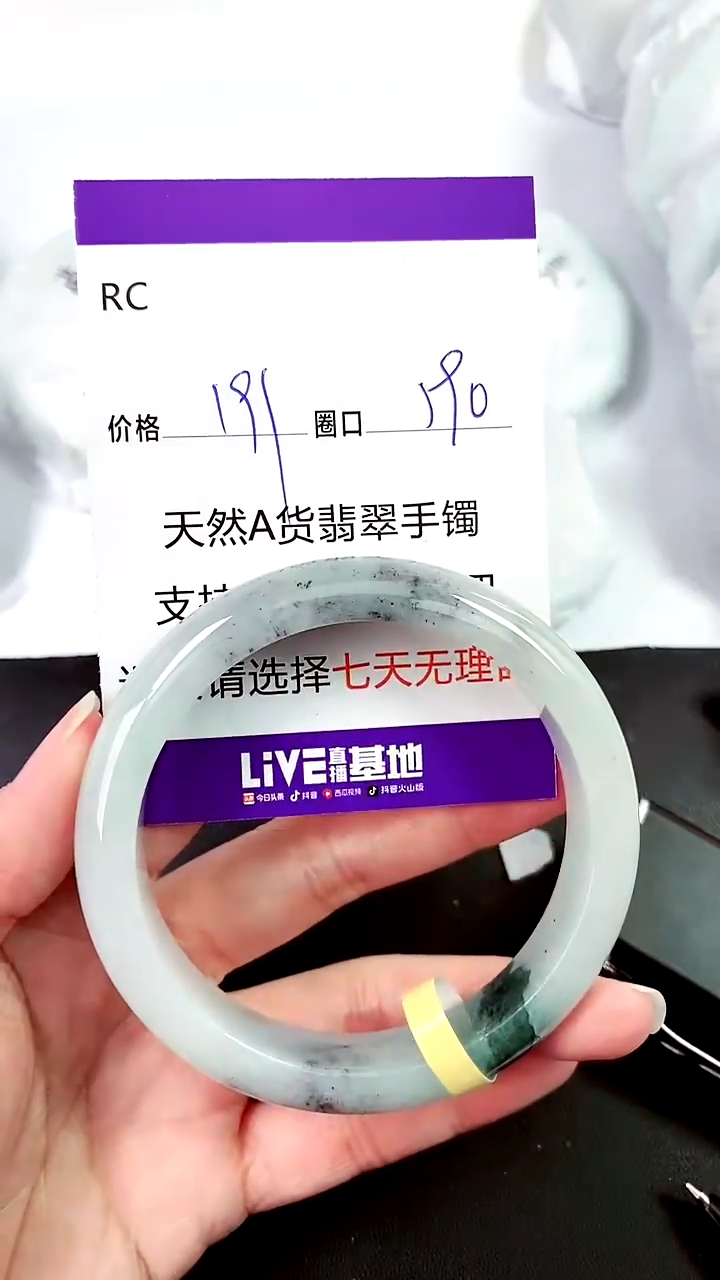 RC
价格 191 圈口 190
天然A货翡翠手镯
支持
请选择七天无理
LiVE直播基地
今日头条 抖音 西瓜视频 抖音火山版